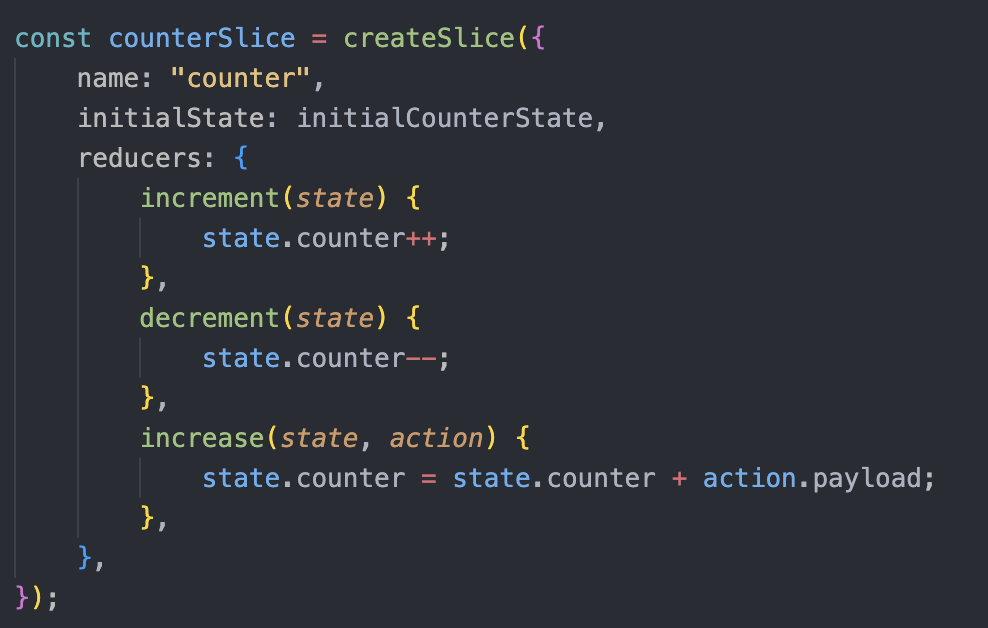 const counterSlice = createSlice({
    name: "counter",
    initialState: initialCounterState,
    reducers: {
        increment(state) {
            state.counter++;
        },
        decrement(state) {
            state.counter--;
        },
        increase(state, action) {
            state.counter = state.counter + action.payload;
        },
    },
});